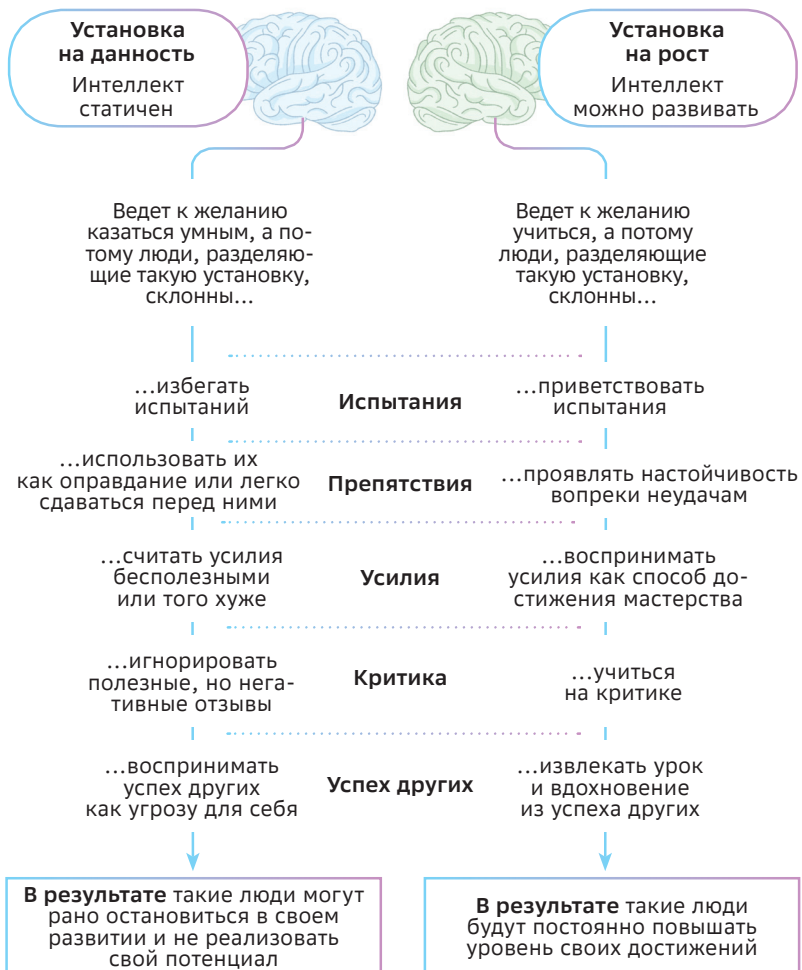 Установка
на данность
Интеллект
статичен
Установка
на рост
Интеллект
можно развивать
Ведет к желанию
казаться умным, а по-
тому люди, разделяю-
щие такую установку,
склонны...
Ведет к желанию
учиться, а потому
люди, разделяющие
такую установку,
склонны...
...избегать
испытаний
Испытания
...приветствовать
испытания
...использовать их
как оправдание или легко
сдаваться перед ними
Препятствия
...проявлять настойчивость
вопреки неудачам
...считать усилия
бесполезными
или того хуже
Усилия
...воспринимать
усилия как способ до-
стижения мастерства
...игнорировать
полезные, но нега-
тивные отзывы
Критика
...учиться
на критике
...воспринимать
успех других
как угрозу для себя
Успех других
...извлекать урок
и вдохновение
из успеха других
В результате такие люди могут
рано остановиться в своем
развитии и не реализовать
свой потенциал
В результате такие люди
будут постоянно повышать
уровень своих достижений